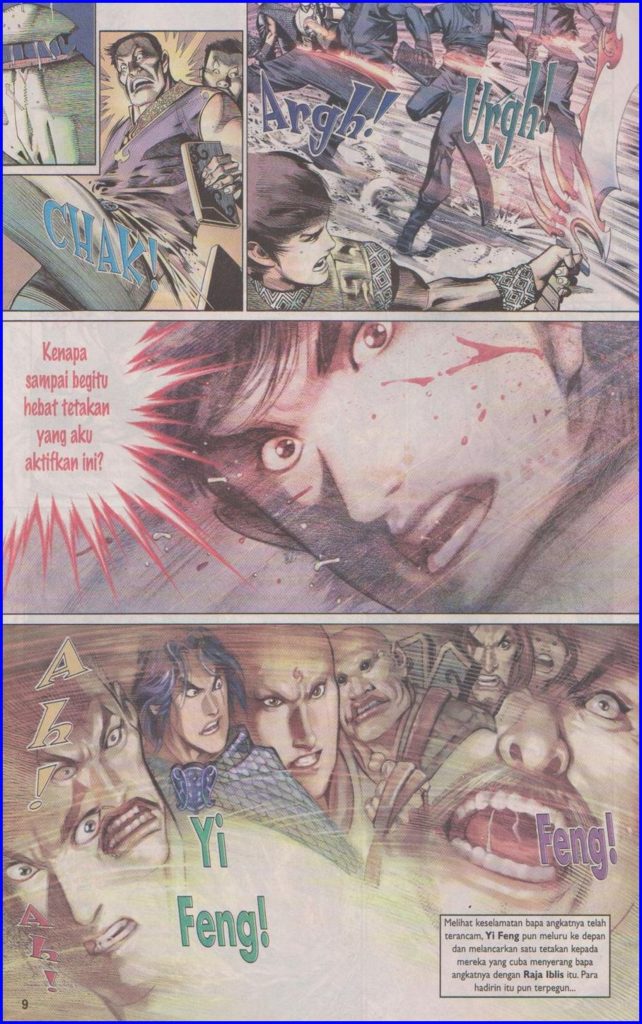 Argh!
Urgh!
CHAK!
Kenapa
sampai begitu
hebat tetakan
yang aku
aktifkan ini?
Ah!
Yi
Feng!
Feng!
Ah!
Melihat keselamatan bapa angkatnya telah
terancam, Yi Feng pun meluru ke depan
dan melancarkan satu tetakan kepada
mereka yang cuba menyerang bapa
angkatnya dengan Raja Iblis itu. Para
hadirin itu pun terpegun...
9